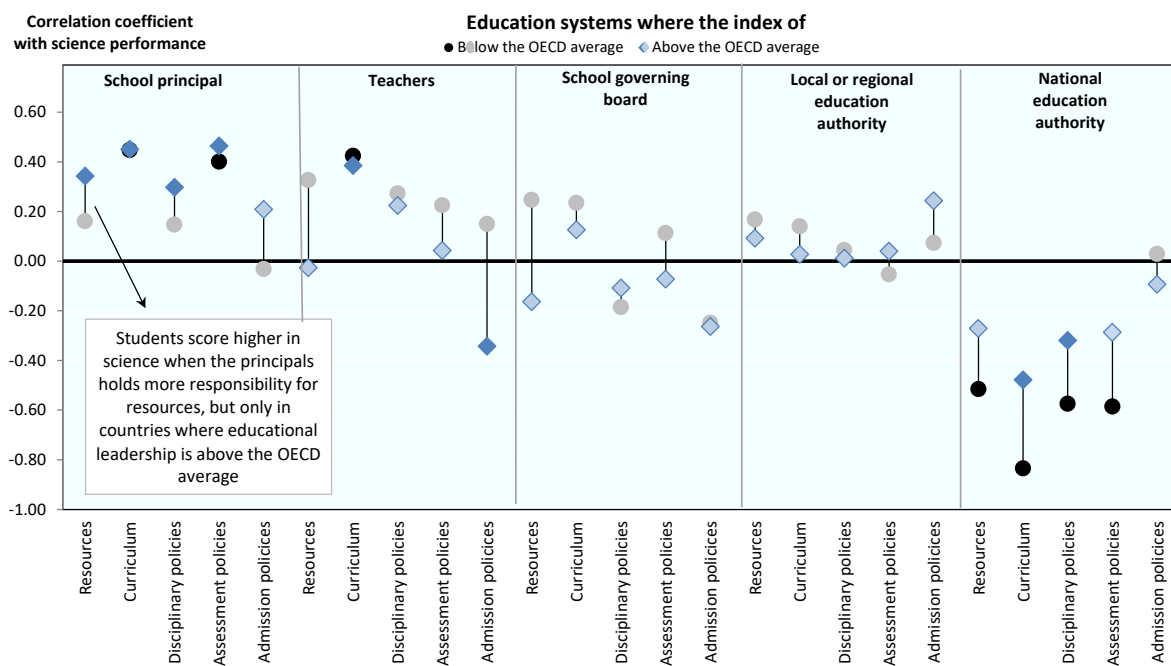 Correlation coefficient
with science performance
Education systems where the index of
Below the OECD average
Above the OECD average
School principal
Teachers
School governing
board
Local or regional
education
authority
National
education
authority
0.60
0.40
0.20
0.00
-0.20
-0.40
-0.60
-0.80
-1.00
Students score higher in
science when the principals
holds more responsibility for
resources, but only in
countries where educational
leadership is above the OECD
average
Resources
Curriculum
Disciplinary policies
Assessment policies
Admission policices
Resources
Curriculum
Disciplinary policies
Assessment policies
Admission policices
Resources
Curriculum
Disciplinary policies
Assessment policies
Admission policices
Resources
Curriculum
Disciplinary policies
Assessment policies
Admission policices
Resources
Curriculum
Disciplinary policies
Assessment policies
Admission policices